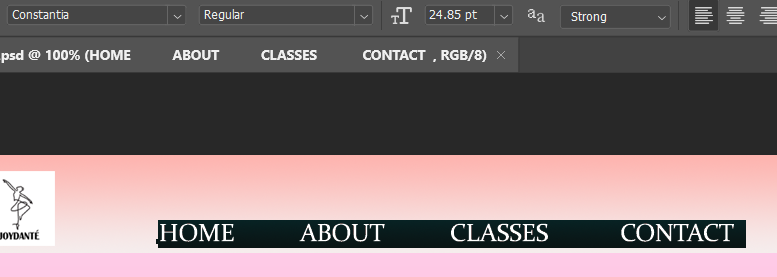 Constantia Regular 24.85 pt Strong
.psd @ 100% (HOME ABOUT CLASSES CONTACT , RGB/8)
JOYDANTÉ
HOME ABOUT CLASSES CONTACT